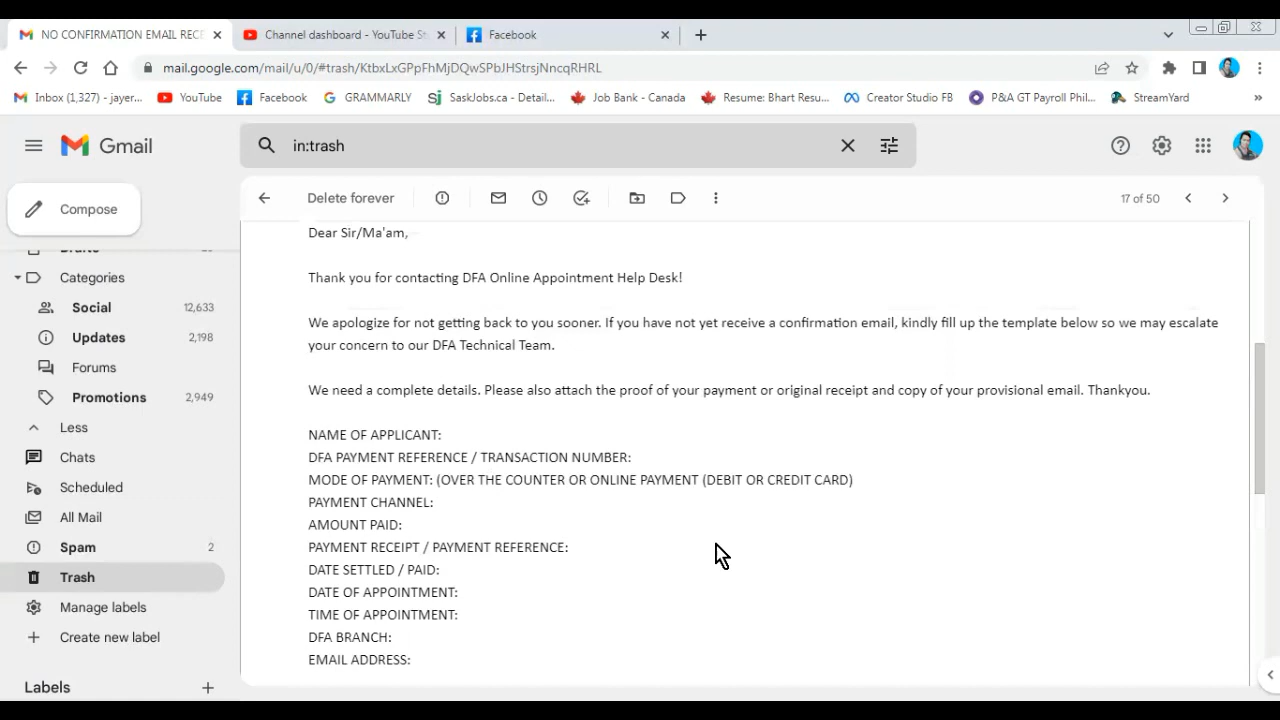 NO CONFIRMATION EMAIL RECE
Channel dashboard - YouTube St
Facebook
mail.google.com/mail/u/0/#trash/KtbxLxGPpFhMjDQwSPbJHStrsjNncqRHRL
Inbox (1,327) - jayer...
YouTube
Facebook
GRAMMARLY
SaskJobs.ca - Detail...
Job Bank - Canada
Resume: Bhart Resu...
Creator Studio FB
P&A GT Payroll Phil...
StreamYard
»
Gmail
in:trash
Compose
Delete forever
17 of 50
Drafts
Categories
Social 12,633
Updates 2,198
Forums
Promotions 2,949
Less
Chats
Scheduled
All Mail
Spam 2
Trash
Manage labels
Create new label
Labels
Dear Sir/Ma'am,
Thank you for contacting DFA Online Appointment Help Desk!
We apologize for not getting back to you sooner. If you have not yet receive a confirmation email, kindly fill up the template below so we may escalate
your concern to our DFA Technical Team.
We need a complete details. Please also attach the proof of your payment or original receipt and copy of your provisional email. Thankyou.
NAME OF APPLICANT:
DFA PAYMENT REFERENCE / TRANSACTION NUMBER:
MODE OF PAYMENT: (OVER THE COUNTER OR ONLINE PAYMENT (DEBIT OR CREDIT CARD)
PAYMENT CHANNEL:
AMOUNT PAID:
PAYMENT RECEIPT / PAYMENT REFERENCE:
DATE SETTLED / PAID:
DATE OF APPOINTMENT:
TIME OF APPOINTMENT:
DFA BRANCH:
EMAIL ADDRESS: